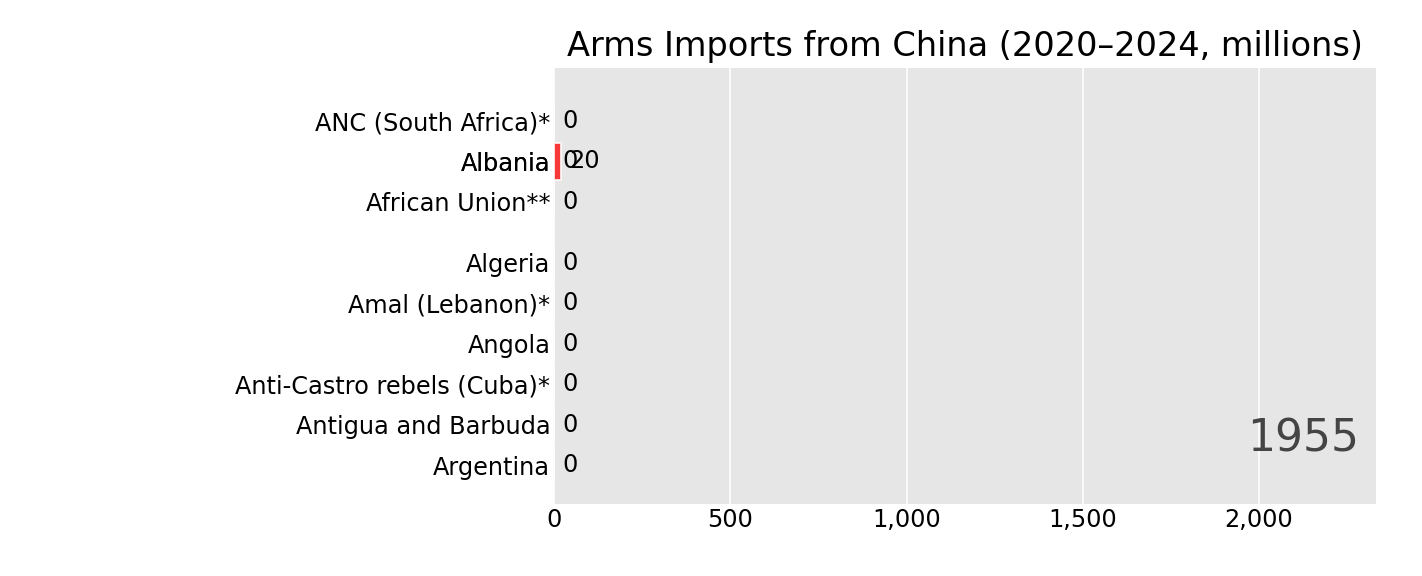 Arms Imports from China (2020–2024, millions)
ANC (South Africa)* 0
Albania 0 20
African Union** 0
Algeria 0
Amal (Lebanon)* 0
Angola 0
Anti-Castro rebels (Cuba)* 0
Antigua and Barbuda 0
Argentina 0
1955
0 500 1,000 1,500 2,000